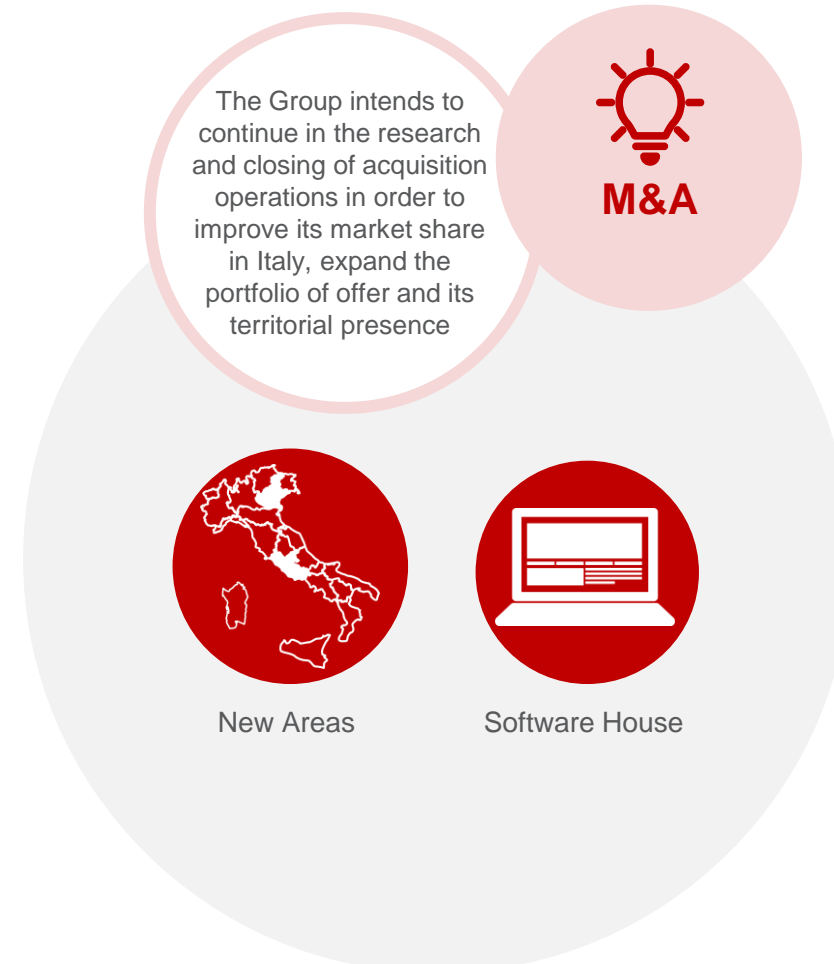 The Group intends to
continue in the research
and closing of acquisition
operations in order to
improve its market share
in Italy, expand the
portfolio of offer and its
territorial presence
M&A
New Areas
Software House